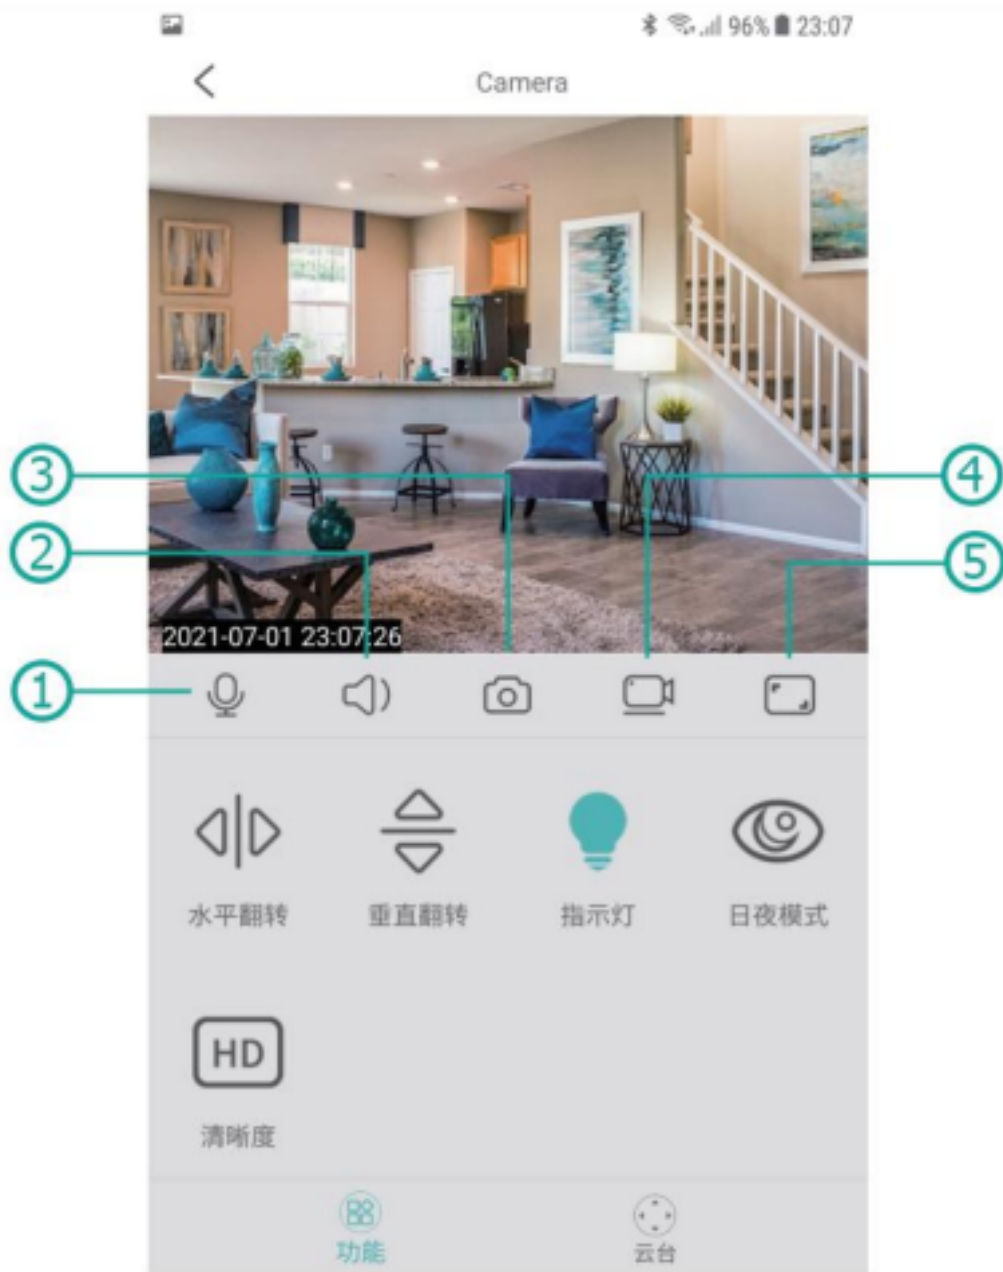 96% 23:07
Camera
③
④
②
⑤
2021-07-01 23:07:26
①
水平翻转 垂直翻转 指示灯 日夜模式
HD
清晰度
功能 云台